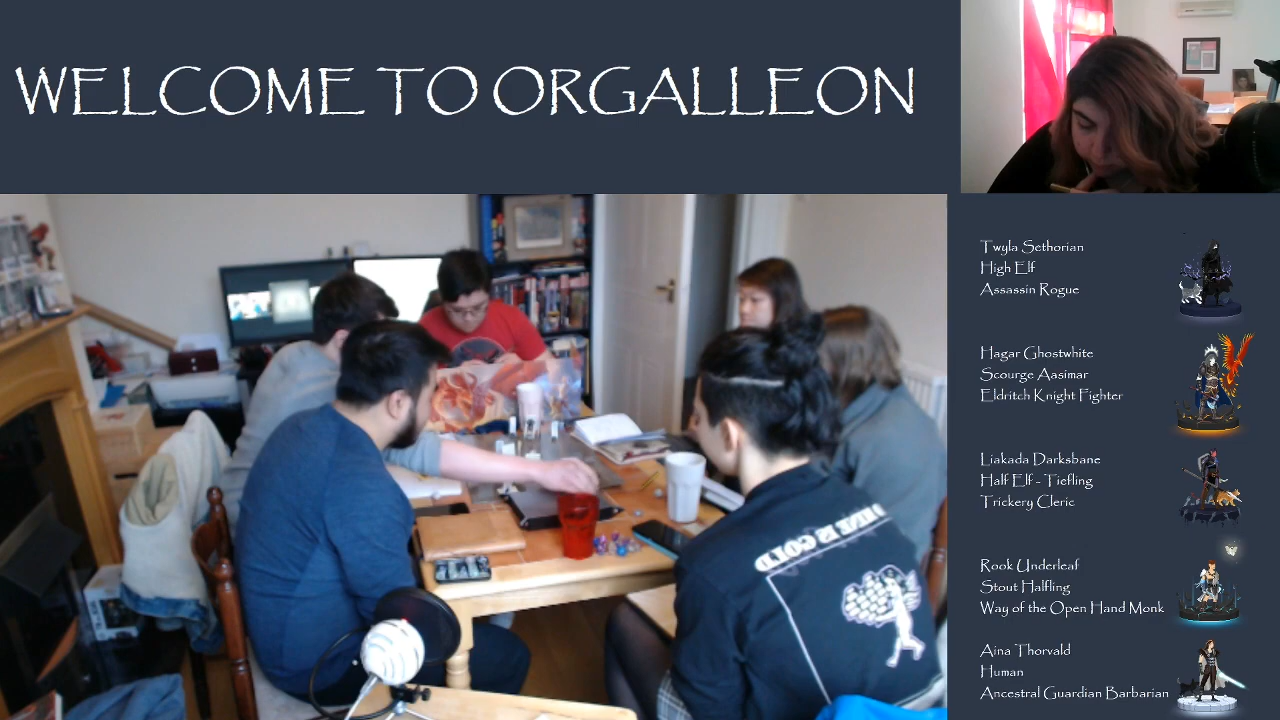 WELCOME TO ORGALLEON
Twyla Sethorian
High Elf
Assassin Rogue
Hagar Ghostwhite
Scourge Aasimar
Eldritch Knight Fighter
Liakada Darksbane
Half Elf - Tiefling
Trickery Cleric
Rook Underleaf
Stout Halfling
Way of the Open Hand Monk
Aina Thorvald
Human
Ancestral Guardian Barbarian
IS COLD